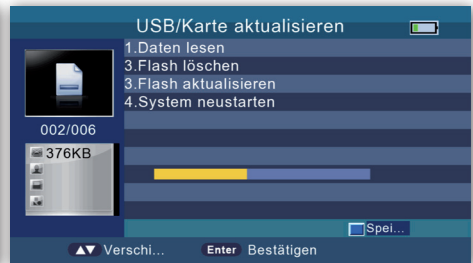 USB/Karte aktualisieren
1.Daten lesen
3.Flash löschen
3.Flash aktualisieren
4.System neustarten
002/006
376KB
Spei...
Verschi... Enter Bestätigen